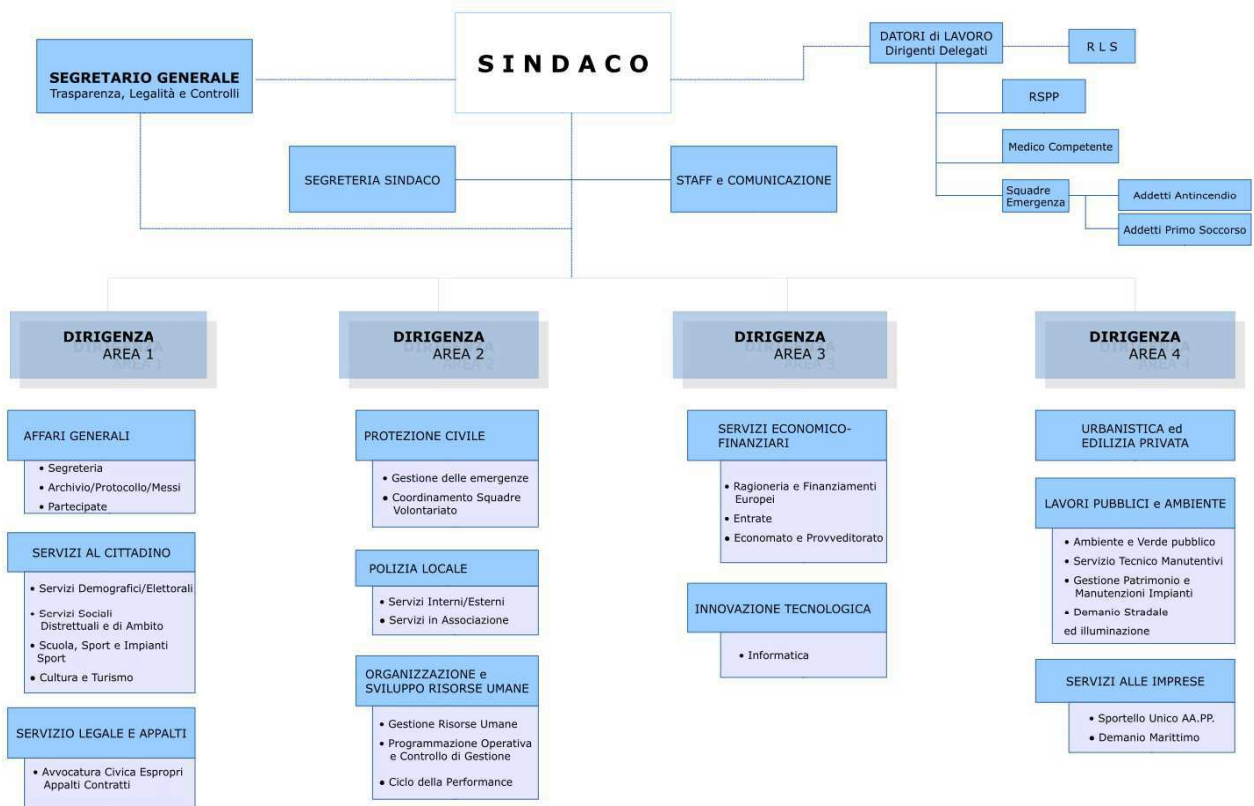 SINDACO
SEGRETARIO GENERALE
Trasparenza, Legalità e Controlli
DATORI di LAVORO
Dirigenti Delegati
R L S
RSPP
Medico Competente
Squadre
Emergenza
Addetti Antincendio
Addetti Primo Soccorso
SEGRETERIA SINDACO
STAFF e COMUNICAZIONE
DIRIGENZA
AREA 1
AFFARI GENERALI
• Segreteria
• Archivio/Protocollo/Messi
• Partecipate
SERVIZI AL CITTADINO
• Servizi Demografici/Elettorali
• Servizi Sociali
Distrettuali e di Ambito
• Scuola, Sport e Impianti
Sport
• Cultura e Turismo
SERVIZIO LEGALE E APPALTI
• Avvocatura Civica Espropri
Appalti Contratti
DIRIGENZA
AREA 2
PROTEZIONE CIVILE
• Gestione delle emergenze
• Coordinamento Squadre
Volontariato
POLIZIA LOCALE
• Servizi Interni/Esterni
• Servizi in Associazione
ORGANIZZAZIONE e
SVILUPPO RISORSE UMANE
• Gestione Risorse Umane
• Programmazione Operativa
e Controllo di Gestione
• Ciclo della Performance
DIRIGENZA
AREA 3
SERVIZI ECONOMICO-
FINANZIARI
• Ragioneria e Finanziamenti
Europei
• Entrate
• Economato e Provveditorato
INNOVAZIONE TECNOLOGICA
• Informatica
DIRIGENZA
AREA 4
URBANISTICA ed
EDILIZIA PRIVATA
LAVORI PUBBLICI e AMBIENTE
• Ambiente e Verde pubblico
• Servizio Tecnico Manutentivi
• Gestione Patrimonio e
Manutenzioni Impianti
• Demanio Stradale
ed illuminazione
SERVIZI ALLE IMPRESE
• Sportello Unico AA.PP.
• Demanio Marittimo